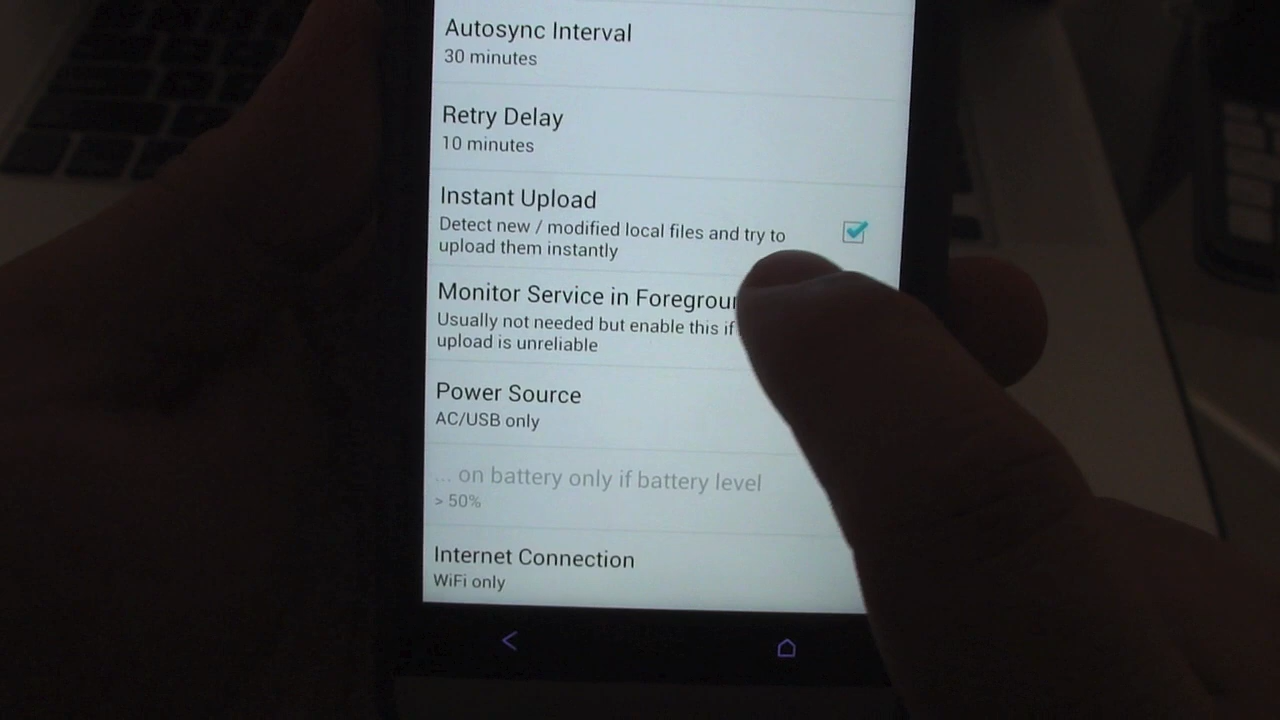 Autosync Interval
30 minutes
Retry Delay
10 minutes
Instant Upload
Detect new / modified local files and try to
upload them instantly
Monitor Service in Foregrou
Usually not needed but enable this if
upload is unreliable
Power Source
AC/USB only
... on battery only if battery level
> 50%
Internet Connection
WiFi only